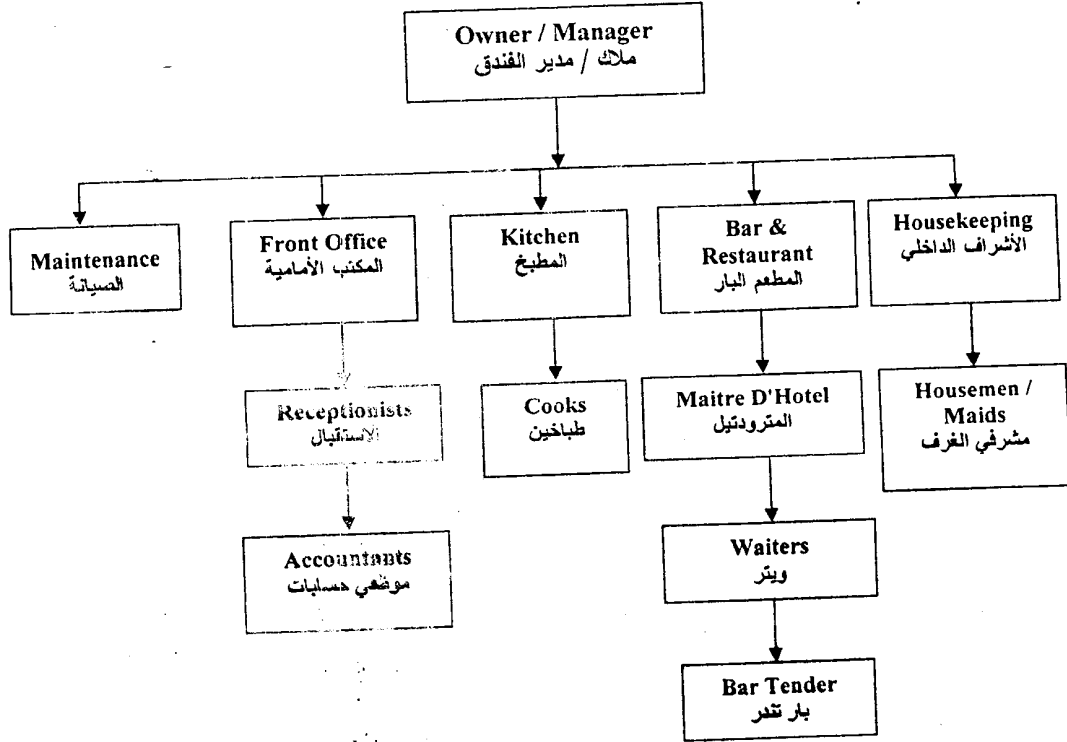 Owner / Manager
ملاك / مدير الفندق
Maintenance
الصيانة
Front Office
المكتب الأمامية
Kitchen
المطبخ
Bar &
Restaurant
المطعم البار
Housekeeping
الأشراف الداخلي
Receptionists
الاستقبال
Cooks
طباخين
Maitre D'Hotel
المترودتيل
Housemen /
Maids
مشرفي الغرف
Accountants
موظفي حسابات
Waiters
ويتر
Bar Tender
بار تندر